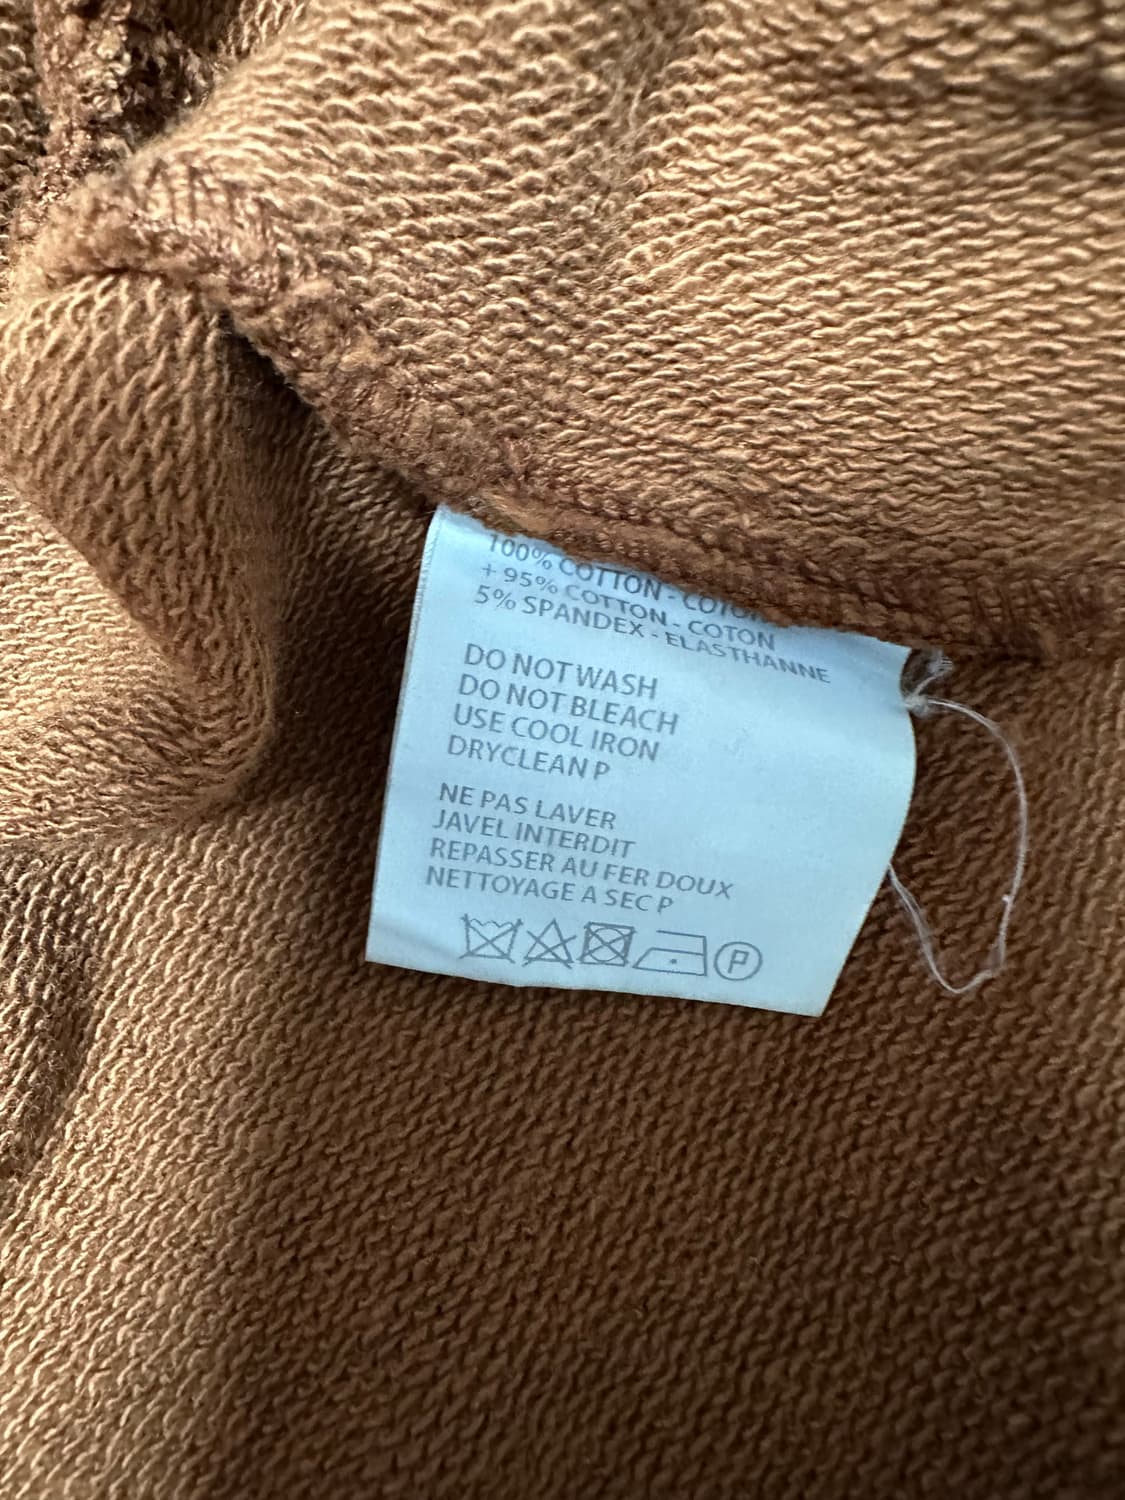 100% COTTON - COTON
+ 95% COTTON - COTON
5% SPANDEX - ELASTHANNE
DO NOT WASH
DO NOT BLEACH
USE COOL IRON
DRYCLEAN P
NE PAS LAVER
JAVEL INTERDIT
REPASSER AU FER DOUX
NETTOYAGE A SEC P
P